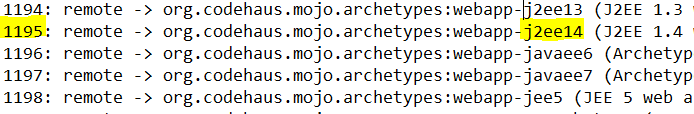 1194: remote -> org.codehaus.mojo.archetypes:webapp-j2ee13 (J2EE 1.3
1195: remote -> org.codehaus.mojo.archetypes:webapp-j2ee14 (J2EE 1.4
1196: remote -> org.codehaus.mojo.archetypes:webapp-javaee6 (Archetyp
1197: remote -> org.codehaus.mojo.archetypes:webapp-javaee7 (Archetyp
1198: remote -> org.codehaus.mojo.archetypes:webapp-jee5 (JEE 5 web a